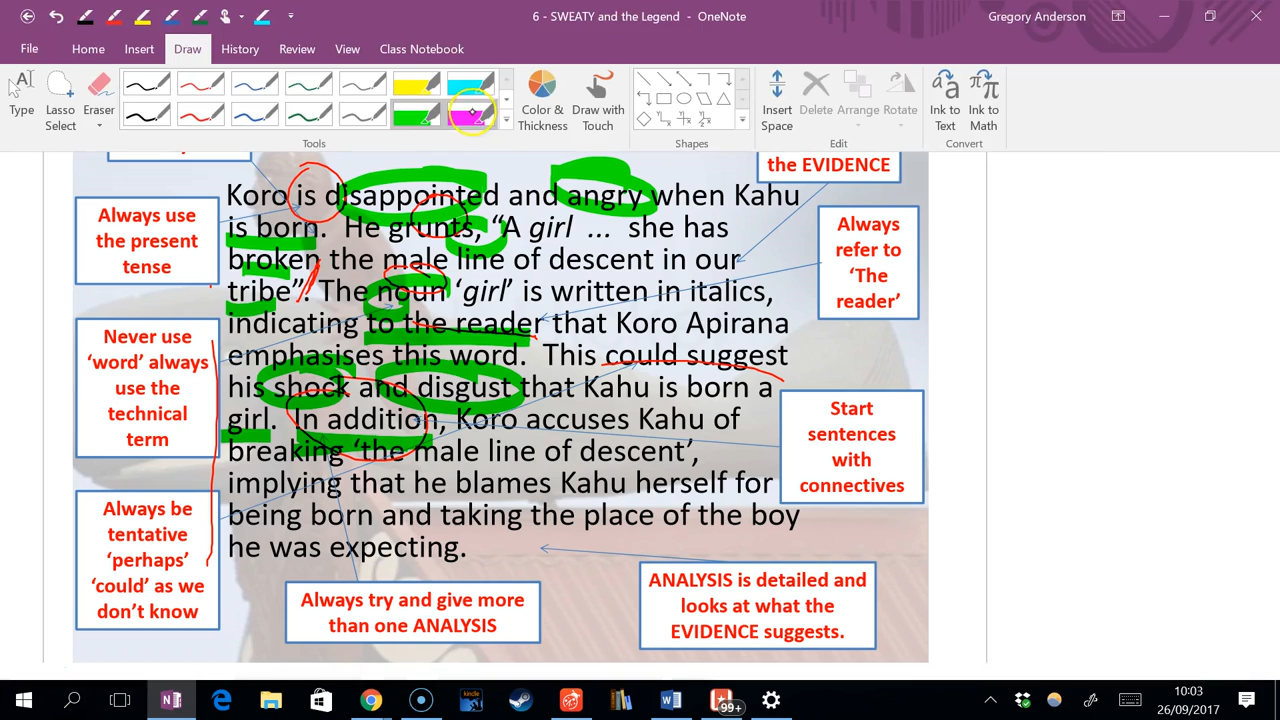 6 - SWEATY and the Legend - OneNote
Gregory Anderson
File
Home
Insert
Draw
History
Review
View
Class Notebook
Type
Lasso
Select
Eraser
Color &
Thickness
Draw with
Touch
Insert
Space
Delete
Arrange
Rotate
Ink to
Text
Ink to
Math
Tools
Shapes
Edit
Convert
the EVIDENCE
Always use
the present
tense
Never use
‘word’ always
use the
technical
term
Always be
tentative
‘perhaps’
‘could’ as we
don’t know
Koro is disappointed and angry when Kahu
is born. He grunts, “A girl ... she has
broken the male line of descent in our
tribe”. The noun ‘girl’ is written in italics,
indicating to the reader that Koro Apirana
emphasises this word. This could suggest
his shock and disgust that Kahu is born a
girl. In addition, Koro accuses Kahu of
breaking ‘the male line of descent’,
implying that he blames Kahu herself for
being born and taking the place of the boy
he was expecting.
Always
refer to
‘The
reader’
Start
sentences
with
connectives
Always try and give more
than one ANALYSIS
ANALYSIS is detailed and
looks at what the
EVIDENCE suggests.
99+
10:03
26/09/2017